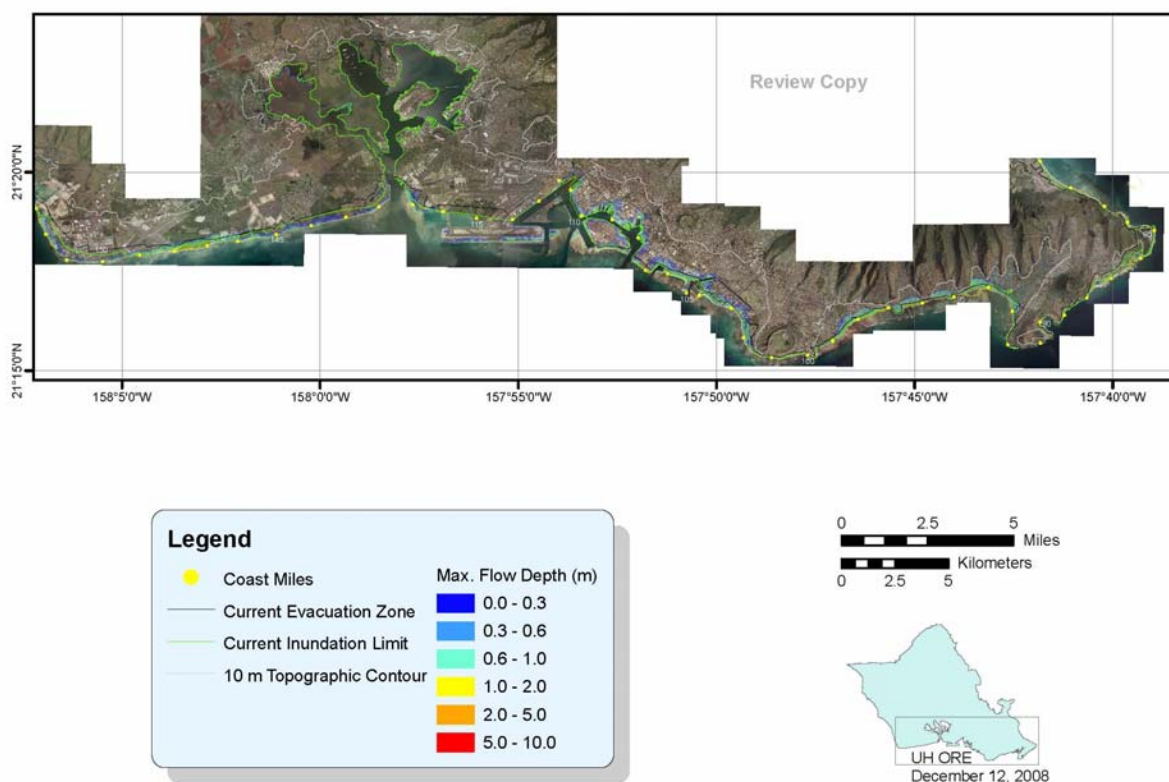 Review Copy
21°20'0"N
21°15'0"N
158°5'0"W
158°0'0"W
157°55'0"W
157°50'0"W
157°45'0"W
157°40'0"W
110
100
Legend
Coast Miles
Current Evacuation Zone
Current Inundation Limit
10 m Topographic Contour
Max. Flow Depth (m)
0.0 - 0.3
0.3 - 0.6
0.6 - 1.0
1.0 - 2.0
2.0 - 5.0
5.0 - 10.0
0 2.5 5
Miles
Kilometers
0 2.5 5
UH ORE
December 12, 2008